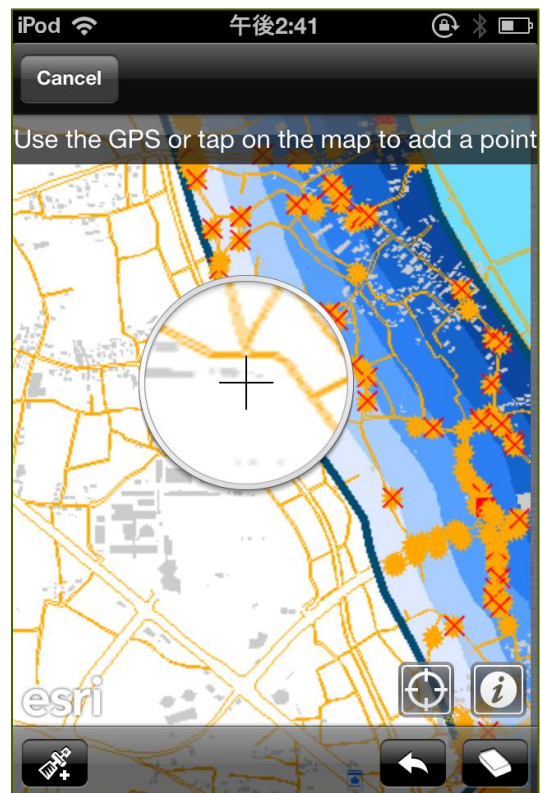 iPod 午後2:41
Cancel
Use the GPS or tap on the map to add a point
esri
i